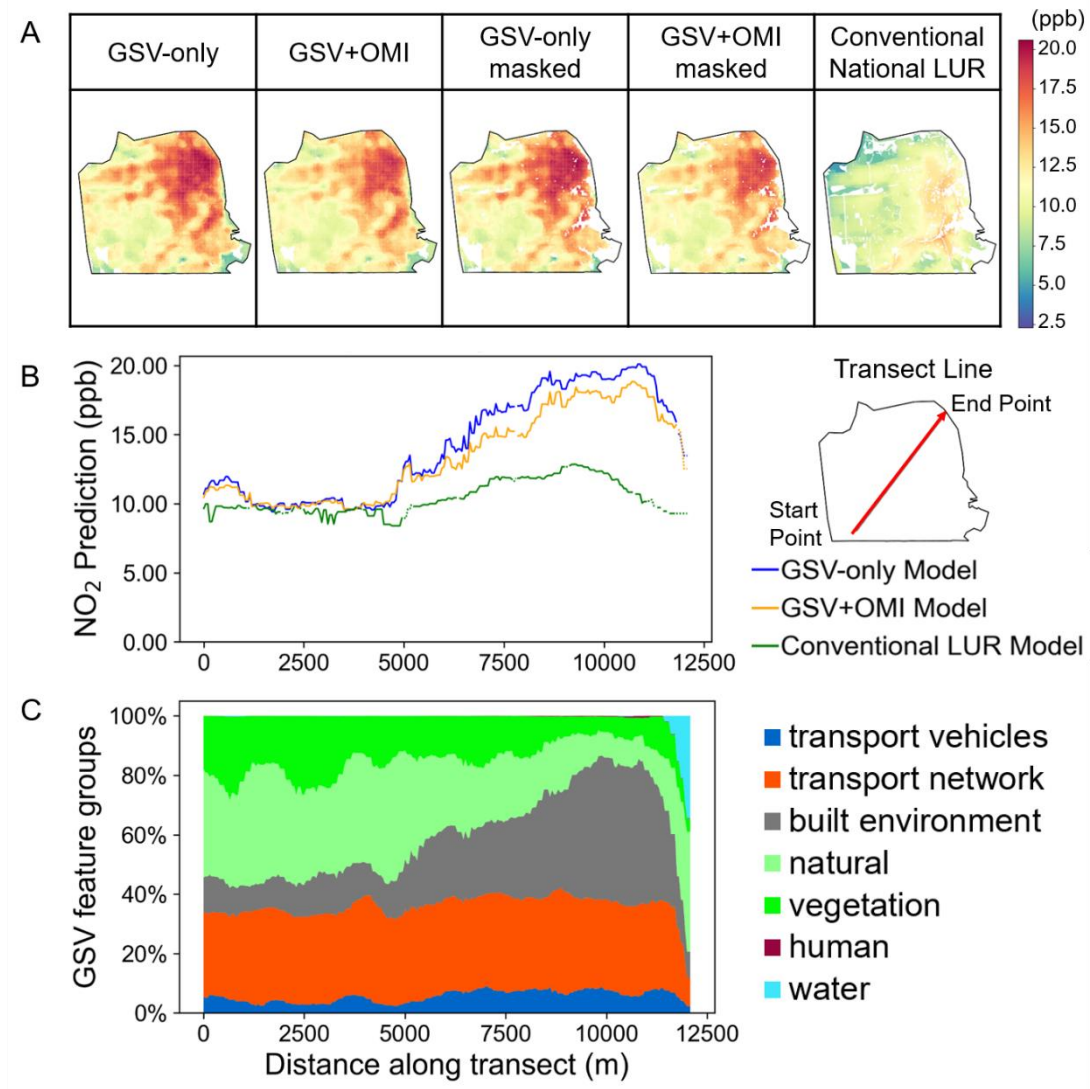 A
GSV-only
GSV+OMI
GSV-only
masked
GSV+OMI
masked
Conventional
National LUR
(ppb)
20.0
17.5
15.0
12.5
10.0
7.5
5.0
2.5
B
NO₂ Prediction (ppb)
20.00
15.00
10.00
5.00
0.00
0
2500
5000
7500
10000
12500
Transect Line
End Point
Start
Point
GSV-only Model
GSV+OMI Model
Conventional LUR Model
C
GSV feature groups
100%
80%
60%
40%
20%
0%
0
2500
5000
7500
10000
12500
Distance along transect (m)
transport vehicles
transport network
built environment
natural
vegetation
human
water